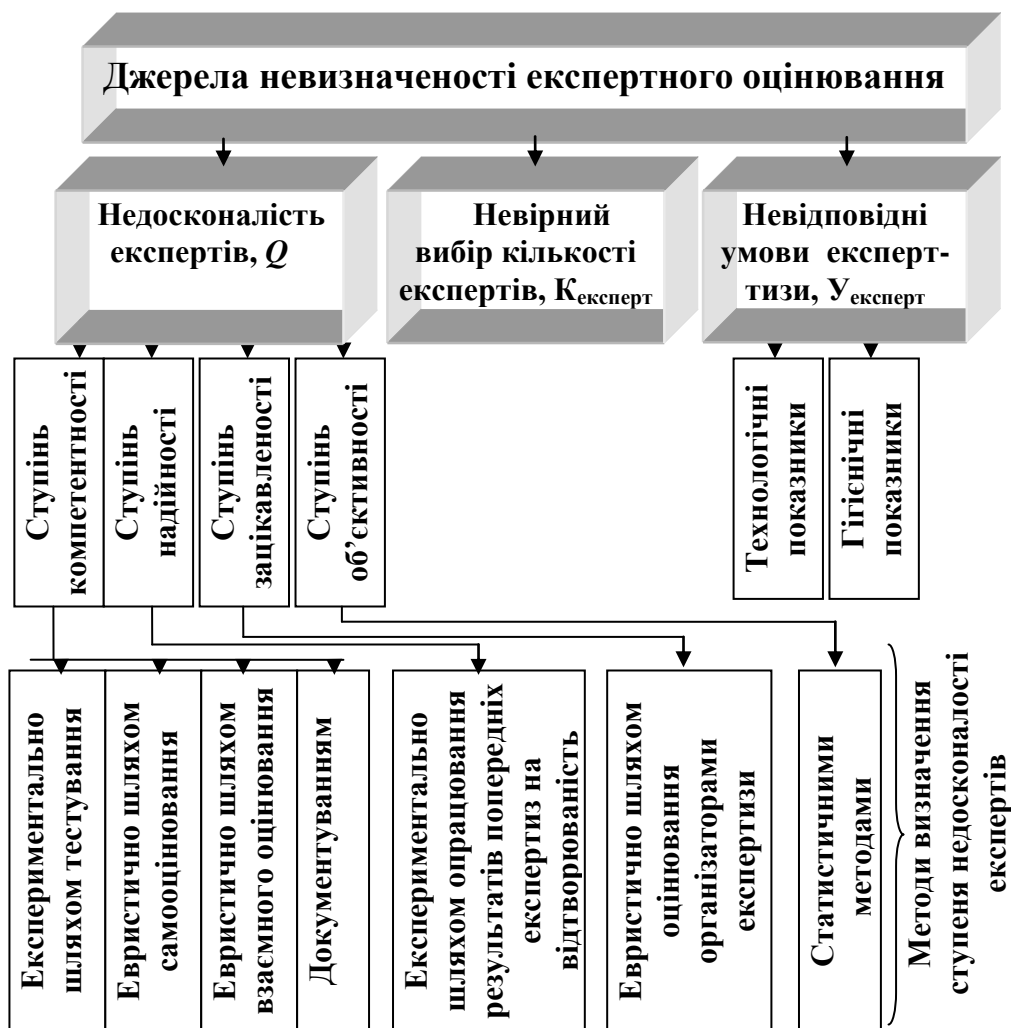 Джерела невизначеності експертного оцінювання
Недосконалість
експертів, Q
Невірний
вибір кількості
експертів, Кексперт
Невідповідні
умови експерт-
тизи, Уексперт
Ступінь
компетентності
Ступінь
надійності
Ступінь
зацікавленості
Ступінь
об’єктивності
Технологічні
показники
Гігієнічні
показники
Експериментально
шляхом тестування
Евристично шляхом
самооцінювання
Евристично шляхом
взаємного оцінювання
Документуванням
Експериментально
шляхом опрацювання
результатів попередніх
експертиз на
відтворюваність
Евристично шляхом
оцінювання
організаторами
експертизи
Статистичними
методами
Методи визначення
ступеня недосконалості
експертів